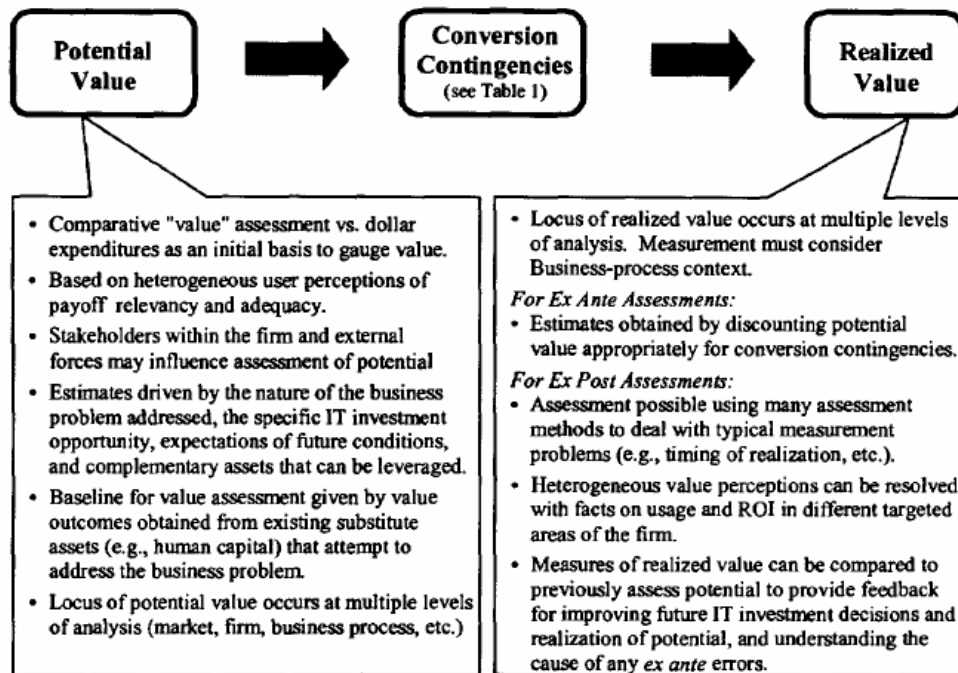 Potential
Value
Conversion
Contingencies
(see Table 1)
Realized
Value
• Comparative "value" assessment vs. dollar
expenditures as an initial basis to gauge value.
• Based on heterogeneous user perceptions of
payoff relevancy and adequacy.
• Stakeholders within the firm and external
forces may influence assessment of potential
• Estimates driven by the nature of the business
problem addressed, the specific IT investment
opportunity, expectations of future conditions,
and complementary assets that can be leveraged.
• Baseline for value assessment given by value
outcomes obtained from existing substitute
assets (e.g., human capital) that attempt to
address the business problem.
• Locus of potential value occurs at multiple levels
of analysis (market, firm, business process, etc.)
• Locus of realized value occurs at multiple levels
of analysis. Measurement must consider
Business-process context.
For Ex Ante Assessments:
• Estimates obtained by discounting potential
value appropriately for conversion contingencies.
For Ex Post Assessments:
• Assessment possible using many assessment
methods to deal with typical measurement
problems (e.g., timing of realization, etc.).
• Heterogeneous value perceptions can be resolved
with facts on usage and ROI in different targeted
areas of the firm.
• Measures of realized value can be compared to
previously assess potential to provide feedback
for improving future IT investment decisions and
realization of potential, and understanding the
cause of any ex ante errors.